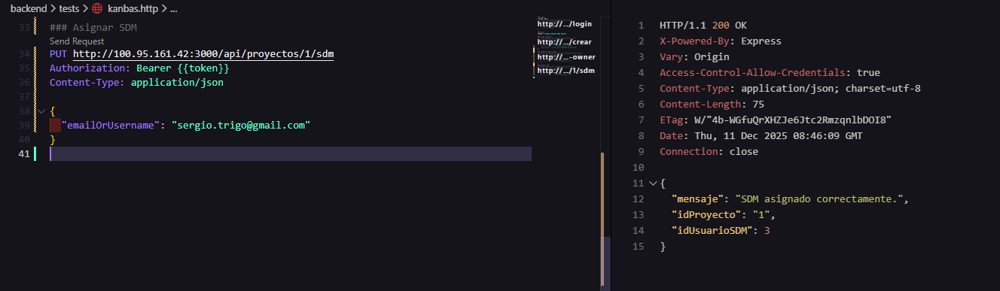 backend > tests > kanbas.http > ...
33 ### Asignar SDM
Send Request
34 PUT http://100.95.161.42:3000/api/proyectos/1/sdm
35 Authorization: Bearer {{token}}
36 Content-Type: application/json
37
38 {
39 "emailOrUsername": "sergio.trigo@gmail.com"
40 }
41
http://.../login
http://.../crear
http://...-owner
http://.../1/sdm
1 HTTP/1.1 200 OK
2 X-Powered-By: Express
3 Vary: Origin
4 Access-Control-Allow-Credentials: true
5 Content-Type: application/json; charset=utf-8
6 Content-Length: 75
7 ETag: W/"4b-WGfuQrXHZJe6Jtc2RmzqnlbDOI8"
8 Date: Thu, 11 Dec 2025 08:46:09 GMT
9 Connection: close
10
11 {
12 "mensaje": "SDM asignado correctamente.",
13 "idProyecto": "1",
14 "idUsuarioSDM": 3
15 }